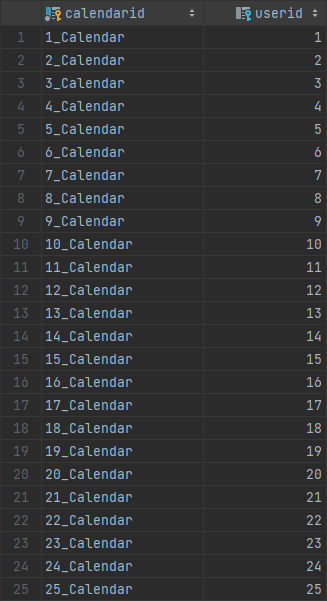 calendarid userid
1 1_Calendar 1
2 2_Calendar 2
3 3_Calendar 3
4 4_Calendar 4
5 5_Calendar 5
6 6_Calendar 6
7 7_Calendar 7
8 8_Calendar 8
9 9_Calendar 9
10 10_Calendar 10
11 11_Calendar 11
12 12_Calendar 12
13 13_Calendar 13
14 14_Calendar 14
15 15_Calendar 15
16 16_Calendar 16
17 17_Calendar 17
18 18_Calendar 18
19 19_Calendar 19
20 20_Calendar 20
21 21_Calendar 21
22 22_Calendar 22
23 23_Calendar 23
24 24_Calendar 24
25 25_Calendar 25